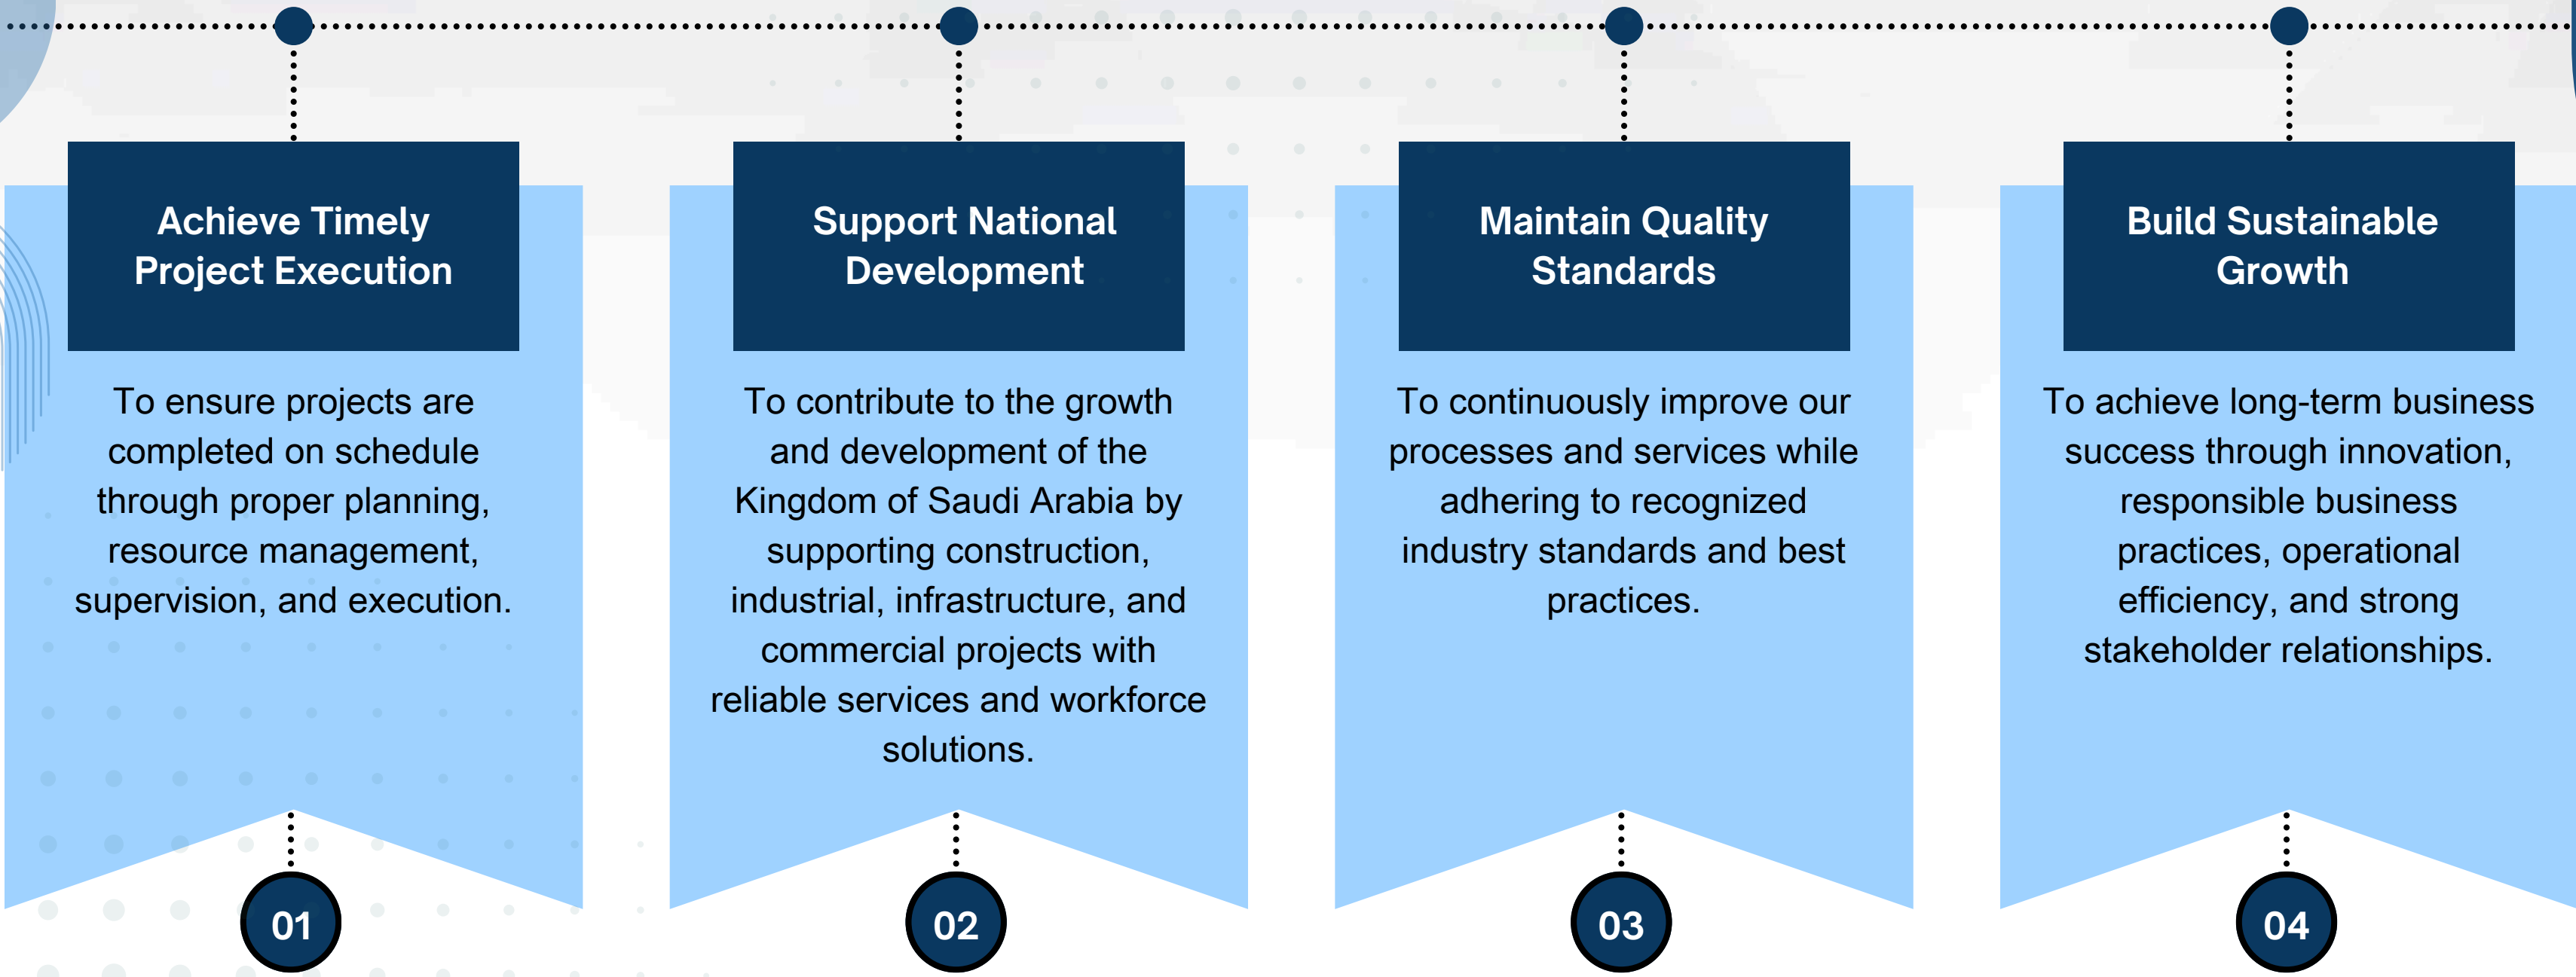 Achieve Timely
Project Execution
To ensure projects are
completed on schedule
through proper planning,
resource management,
supervision, and execution.
01
Support National
Development
To contribute to the growth
and development of the
Kingdom of Saudi Arabia by
supporting construction,
industrial, infrastructure, and
commercial projects with
reliable services and workforce
solutions.
02
Maintain Quality
Standards
To continuously improve our
processes and services while
adhering to recognized
industry standards and best
practices.
03
Build Sustainable
Growth
To achieve long-term business
success through innovation,
responsible business
practices, operational
efficiency, and strong
stakeholder relationships.
04